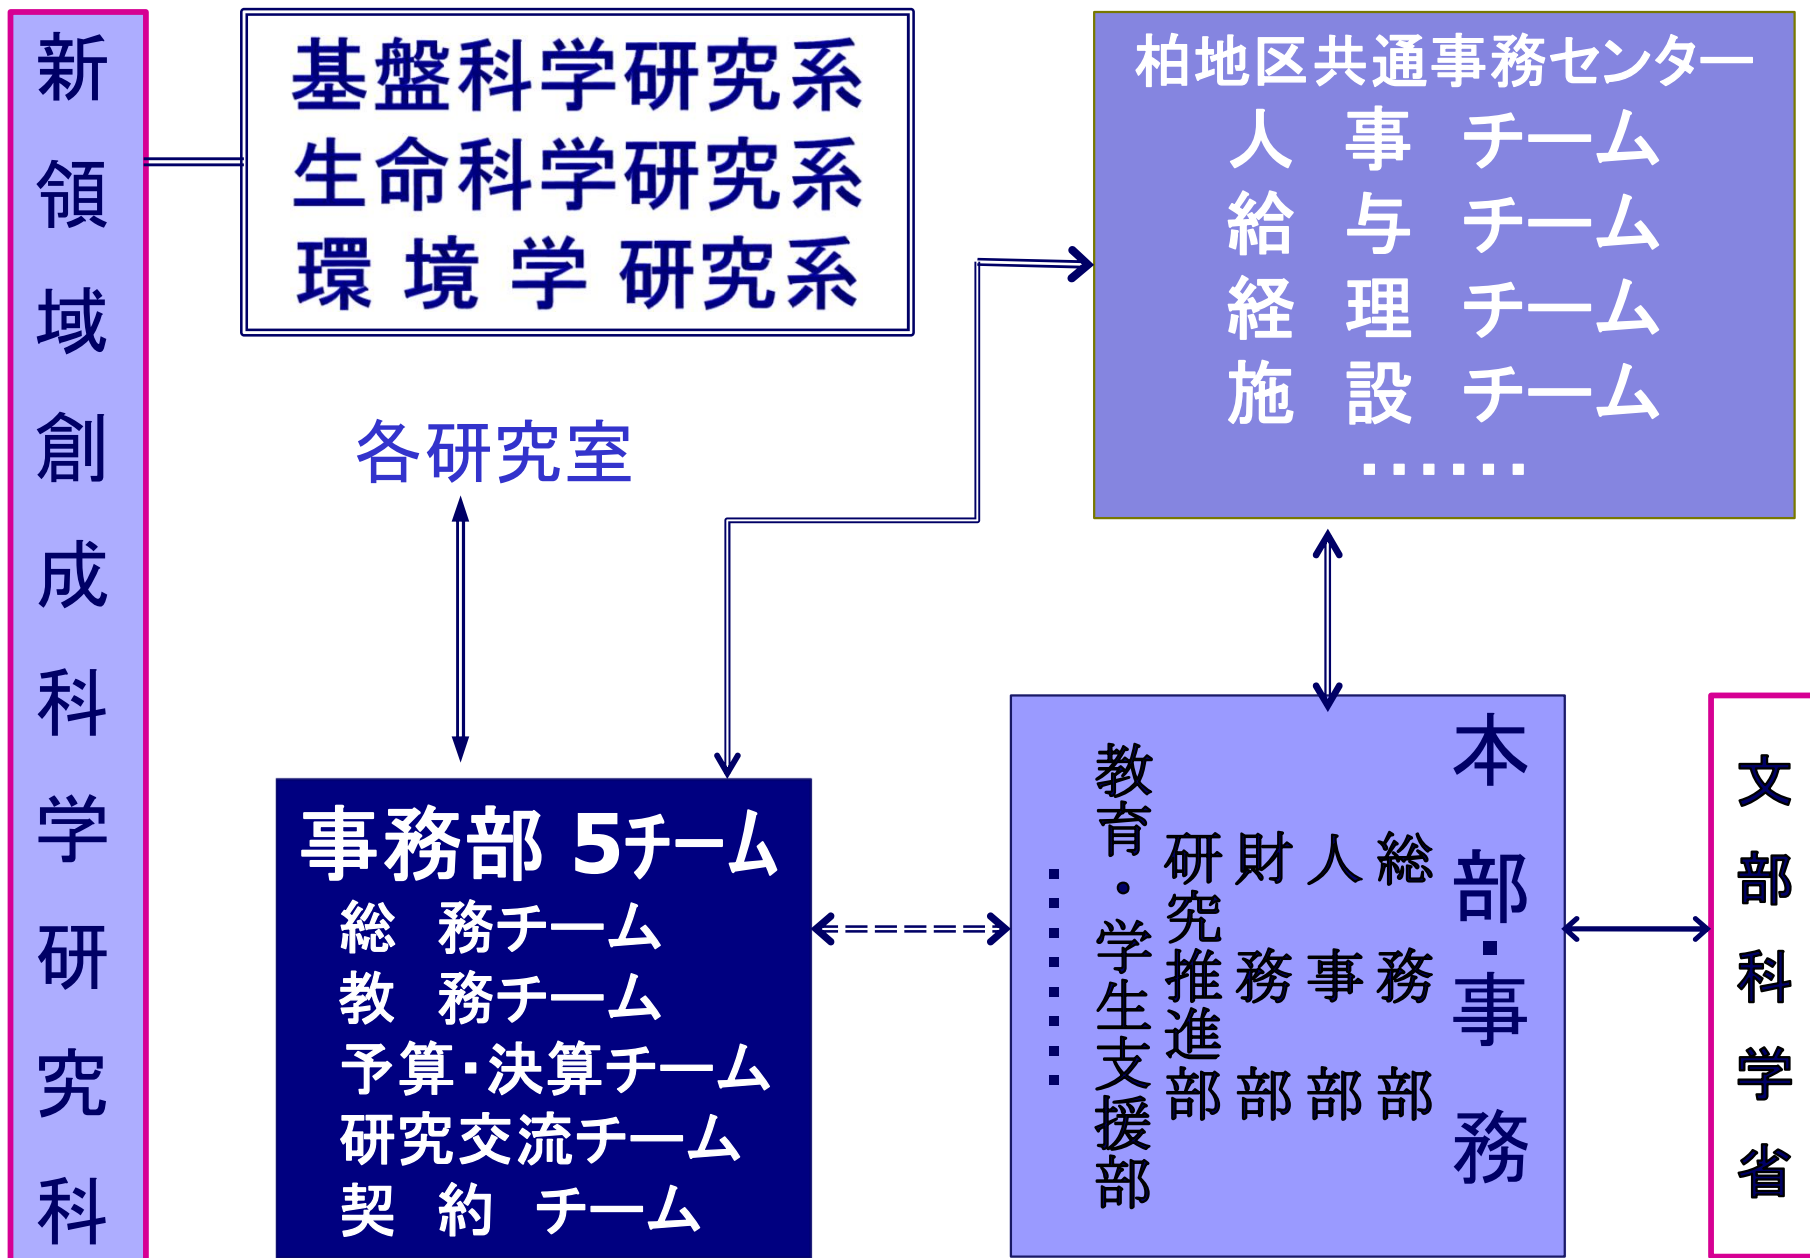 新領域創成科学研究科
基盤科学研究系
生命科学研究系
環 境 学 研究系
柏地区共通事務センター
人 事 チーム
給 与 チーム
経 理 チーム
施 設 チーム
……
各研究室
事務部 5チーム
総 務チーム
教 務チーム
予算・決算チーム
研究交流チーム
契 約 チーム
本部・事務
総務部
人事部
財務部
研究推進部
教育・学生支援部
………
文部科学省